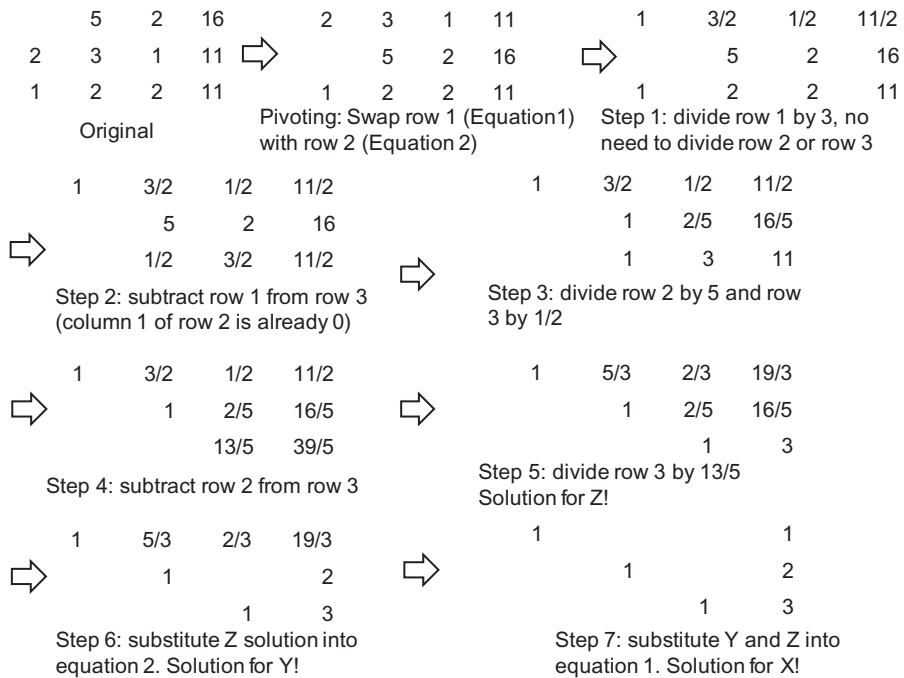 5 2 16 2 3 1 11 1 3/2 1/2 11/2
2 3 1 11 5 2 16 5 2 16
1 2 2 11 1 2 2 11 1 2 2 11
Original
Pivoting: Swap row 1 (Equation1)
with row 2 (Equation 2)
Step 1: divide row 1 by 3, no
need to divide row 2 or row 3
1 3/2 1/2 11/2
5 2 16
1/2 3/2 11/2
Step 2: subtract row 1 from row 3
(column 1 of row 2 is already 0)
1 3/2 1/2 11/2
1 2/5 16/5
1 3 11
Step 3: divide row 2 by 5 and row
3 by 1/2
1 3/2 1/2 11/2
1 2/5 16/5
13/5 39/5
Step 4: subtract row 2 from row 3
1 5/3 2/3 19/3
1 2/5 16/5
1 3
Step 5: divide row 3 by 13/5
Solution for Z!
1 5/3 2/3 19/3
1 2
1 3
Step 6: substitute Z solution into
equation 2. Solution for Y!
1 1
1 2
1 3
Step 7: substitute Y and Z into
equation 1. Solution for X!